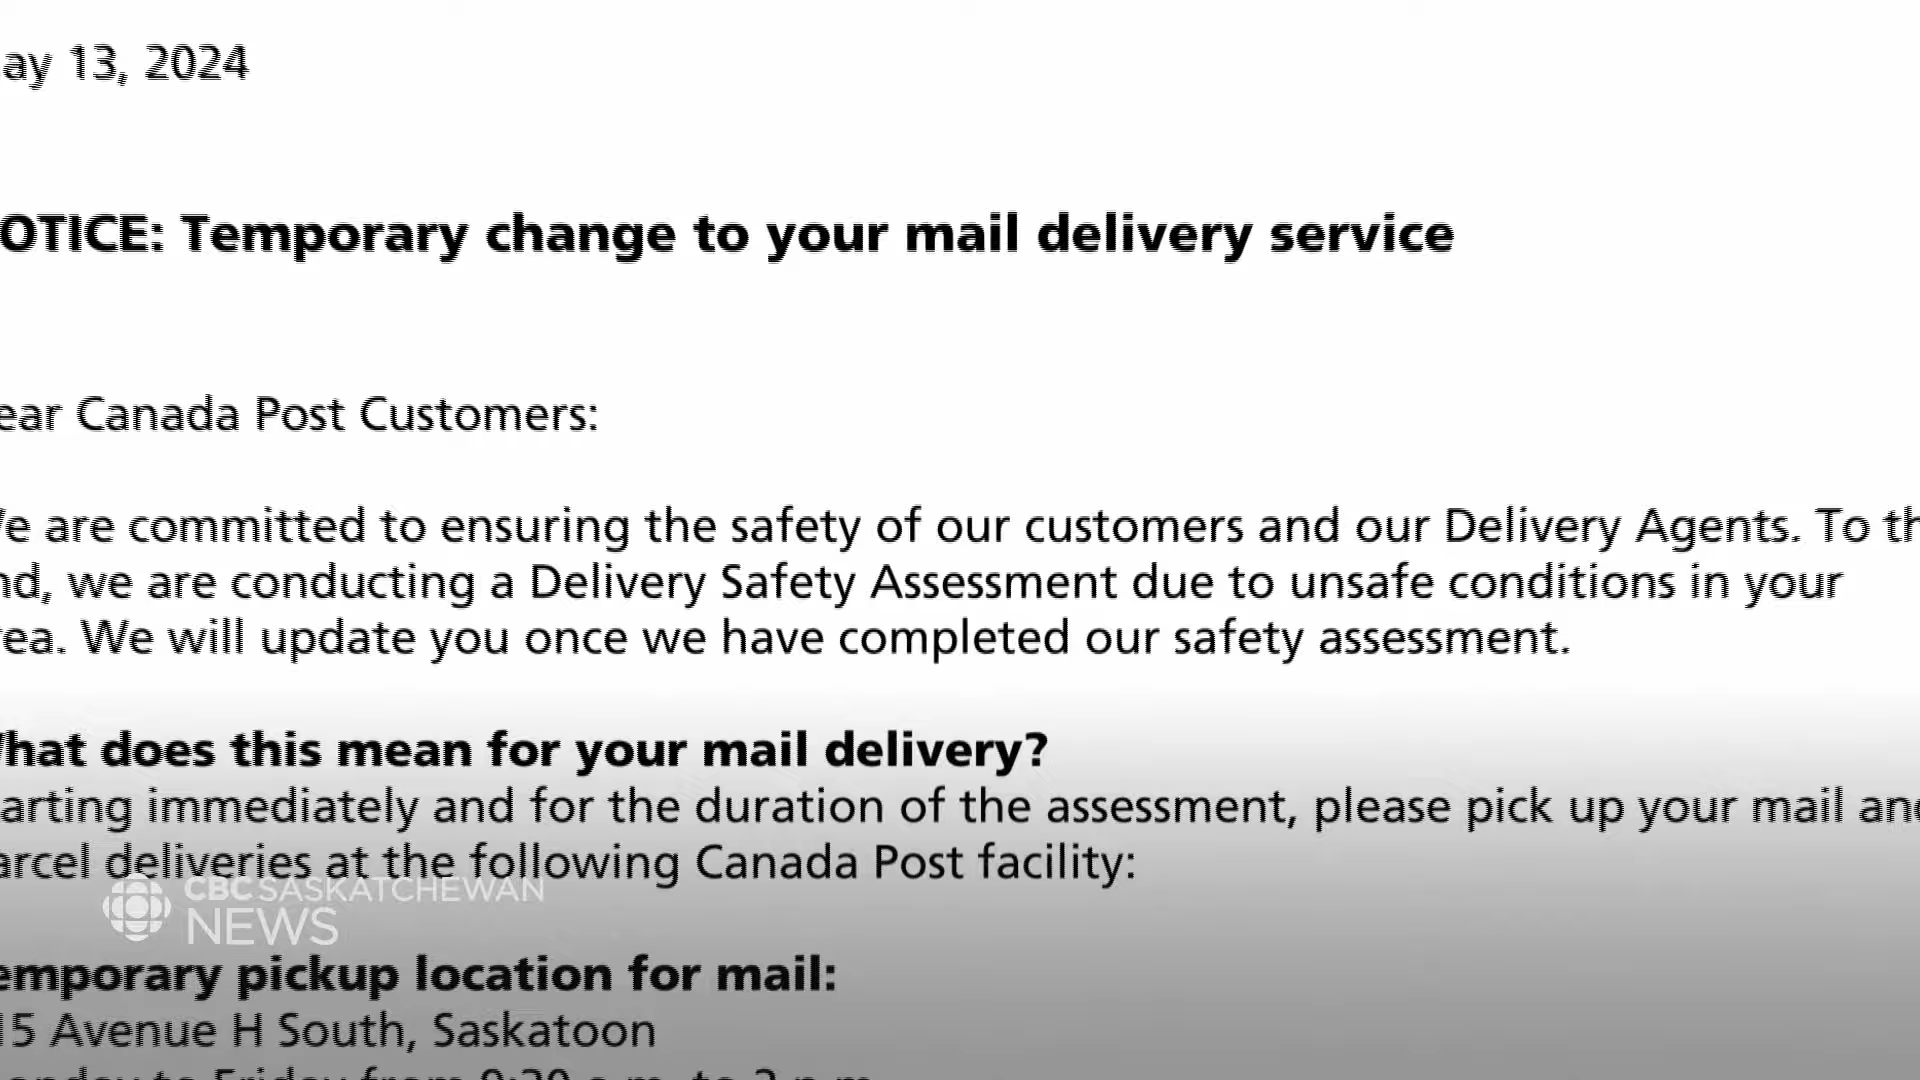 ay 13, 2024
OTICE: Temporary change to your mail delivery service
ear Canada Post Customers:
e are committed to ensuring the safety of our customers and our Delivery Agents. To th
nd, we are conducting a Delivery Safety Assessment due to unsafe conditions in your
rea. We will update you once we have completed our safety assessment.
hat does this mean for your mail delivery?
arting immediately and for the duration of the assessment, please pick up your mail and
arcel deliveries at the following Canada Post facility:
CBC SASKATCHEWAN
NEWS
emporary pickup location for mail:
15 Avenue H South, Saskatoon